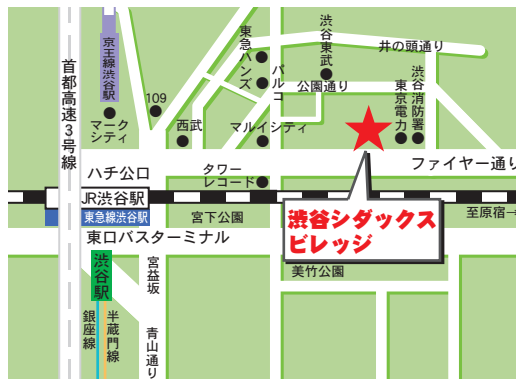 渋谷東武
東急ハンズ
パルコ
井の頭通り
公園通り
渋谷消防署
東京電力
京王線渋谷駅
首都高速3号線
109
マーク
シティ
西武
マルイシティ
ファイヤー通り
ハチ公口
タワー
レコード
JR渋谷駅
東急線渋谷駅
宮下公園
渋谷シダックス
ビレッジ
至原宿→
東口バスターミナル
美竹公園
渋谷駅
宮益坂
銀座線
半蔵門線
青山通り